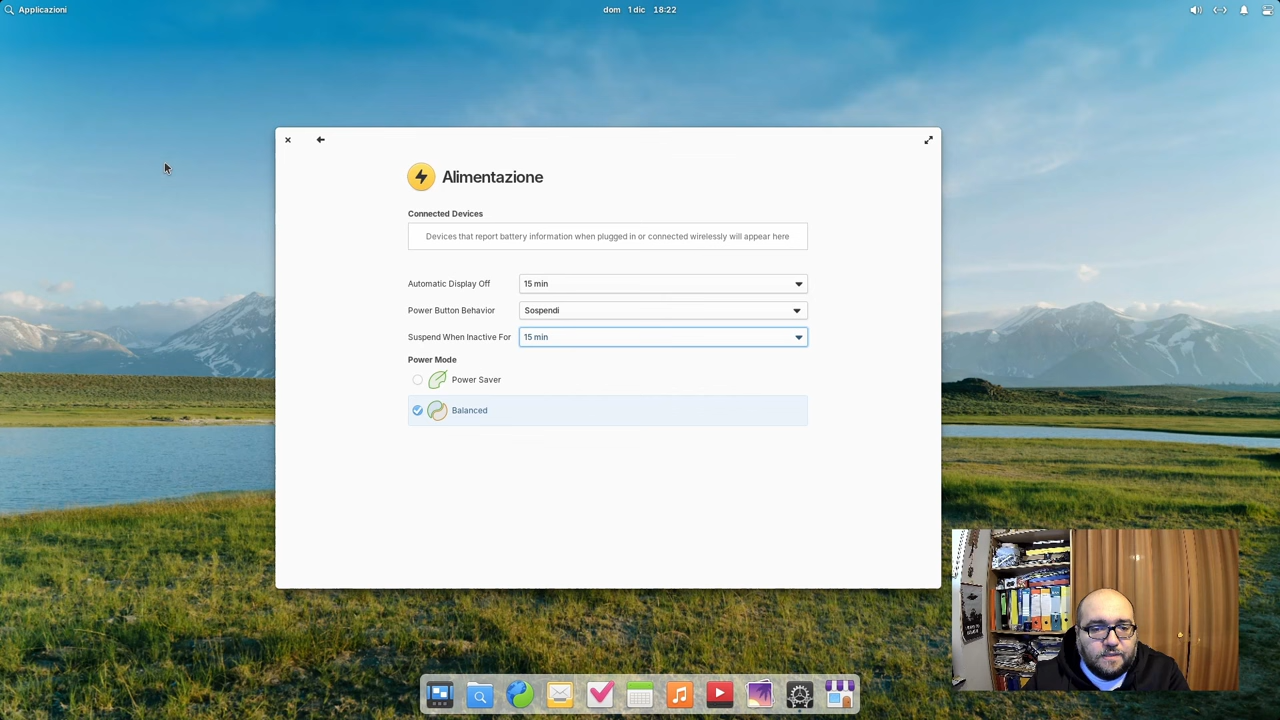 Applicazioni
dom 1 dic 18:22
Alimentazione
Connected Devices
Devices that report battery information when plugged in or connected wirelessly will appear here
Automatic Display Off 15 min
Power Button Behavior Sospendi
Suspend When Inactive For 15 min
Power Mode
Power Saver
Balanced